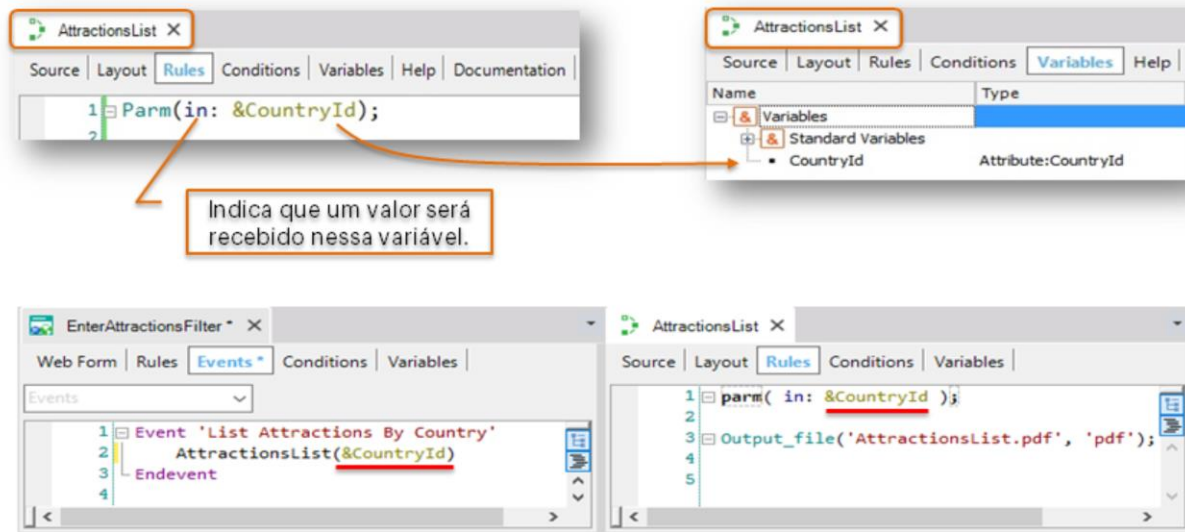 AttractionsList ×
Source | Layout | Rules | Conditions | Variables | Help | Documentation |
1 Parm(in: &CountryId);
2
AttractionsList ×
Source | Layout | Rules | Conditions | Variables | Help |
Name Type
& Variables
& Standard Variables
CountryId Attribute:CountryId
Indica que um valor será
recebido nessa variável.
EnterAttractionsFilter * ×
Web Form | Rules | Events * | Conditions | Variables |
Events
1 Event 'List Attractions By Country'
2 AttractionsList(&CountryId)
3 Endevent
4
AttractionsList ×
Source | Layout | Rules | Conditions | Variables |
1 parm( in: &CountryId );
2
3 Output_file('AttractionsList.pdf', 'pdf');
4
5